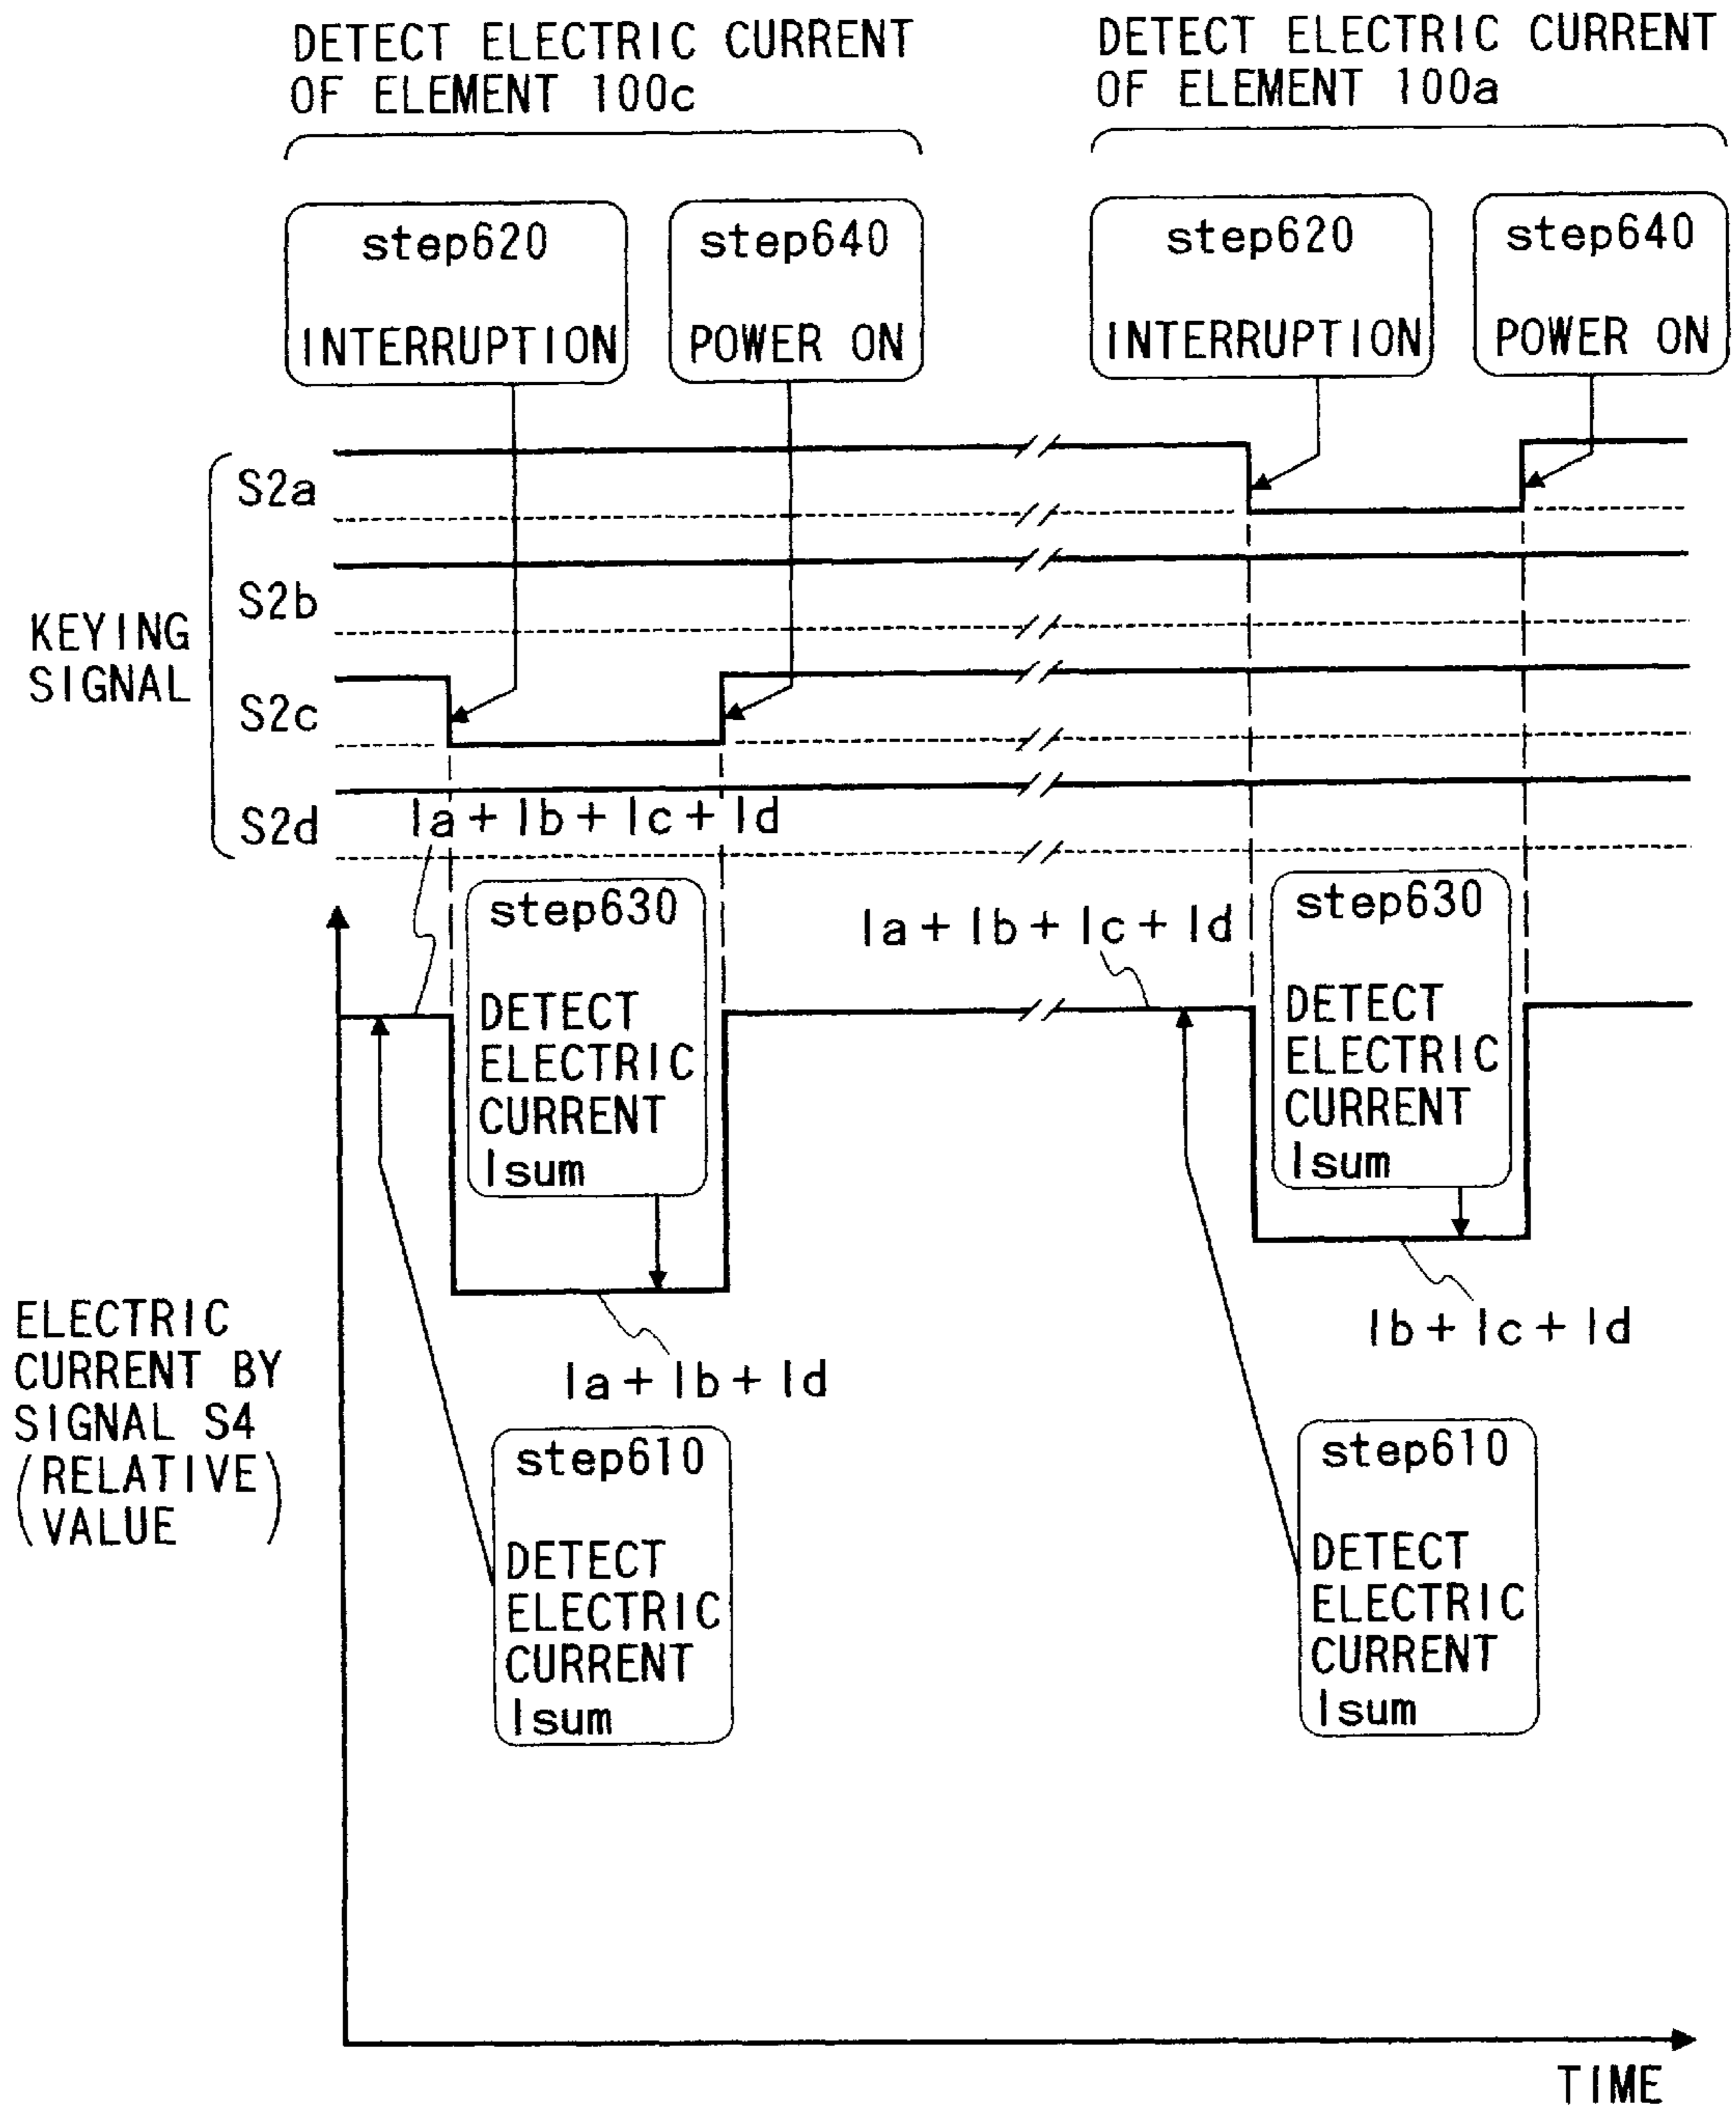 DETECT ELECTRIC CURRENT
OF ELEMENT 100c
DETECT ELECTRIC CURRENT
OF ELEMENT 100a
step620
INTERRUPTION
step640
POWER ON
step620
INTERRUPTION
step640
POWER ON
KEYING
SIGNAL
S2a
S2b
S2c
S2d
Ia+Ib+Ic+Id
step630
DETECT
ELECTRIC
CURRENT
Isum
Ia+Ib+Ic+Id
step630
DETECT
ELECTRIC
CURRENT
Isum
ELECTRIC
CURRENT BY
SIGNAL S4
(RELATIVE
VALUE)
Ia+Ib+Id
Ib+Ic+Id
step610
DETECT
ELECTRIC
CURRENT
Isum
step610
DETECT
ELECTRIC
CURRENT
Isum
TIME